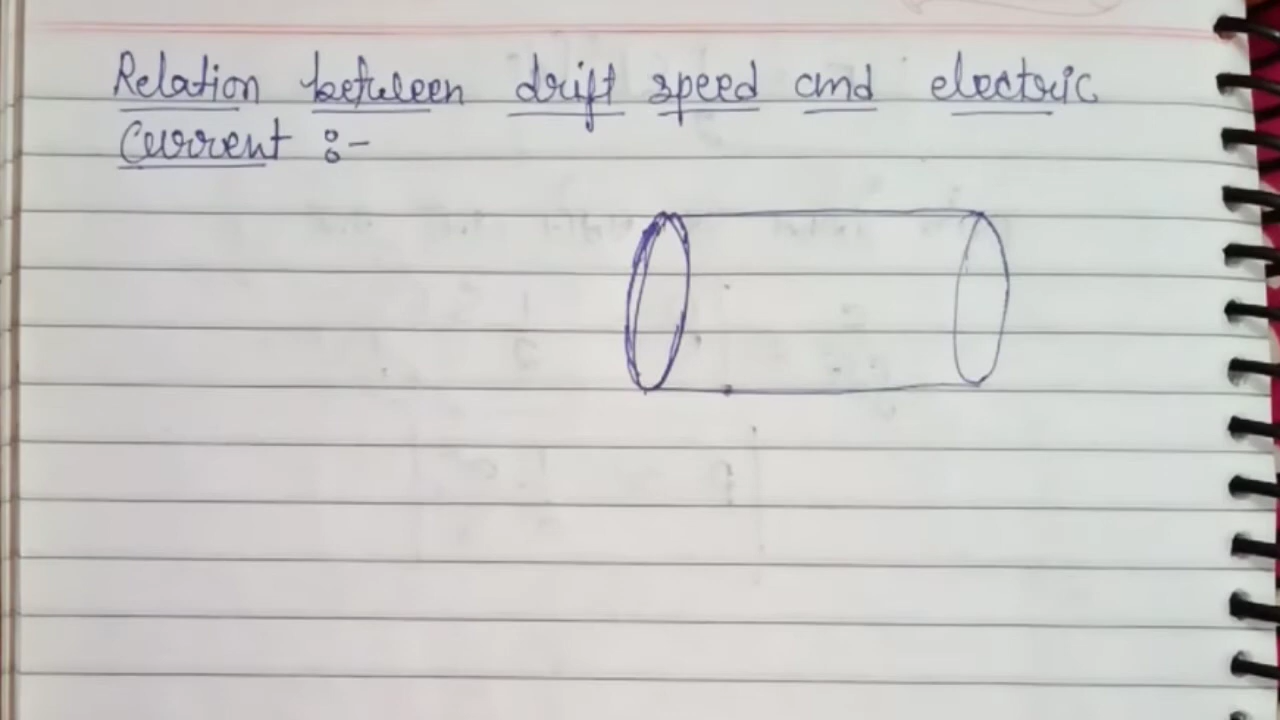 Relation between drift speed and electric
Current :-